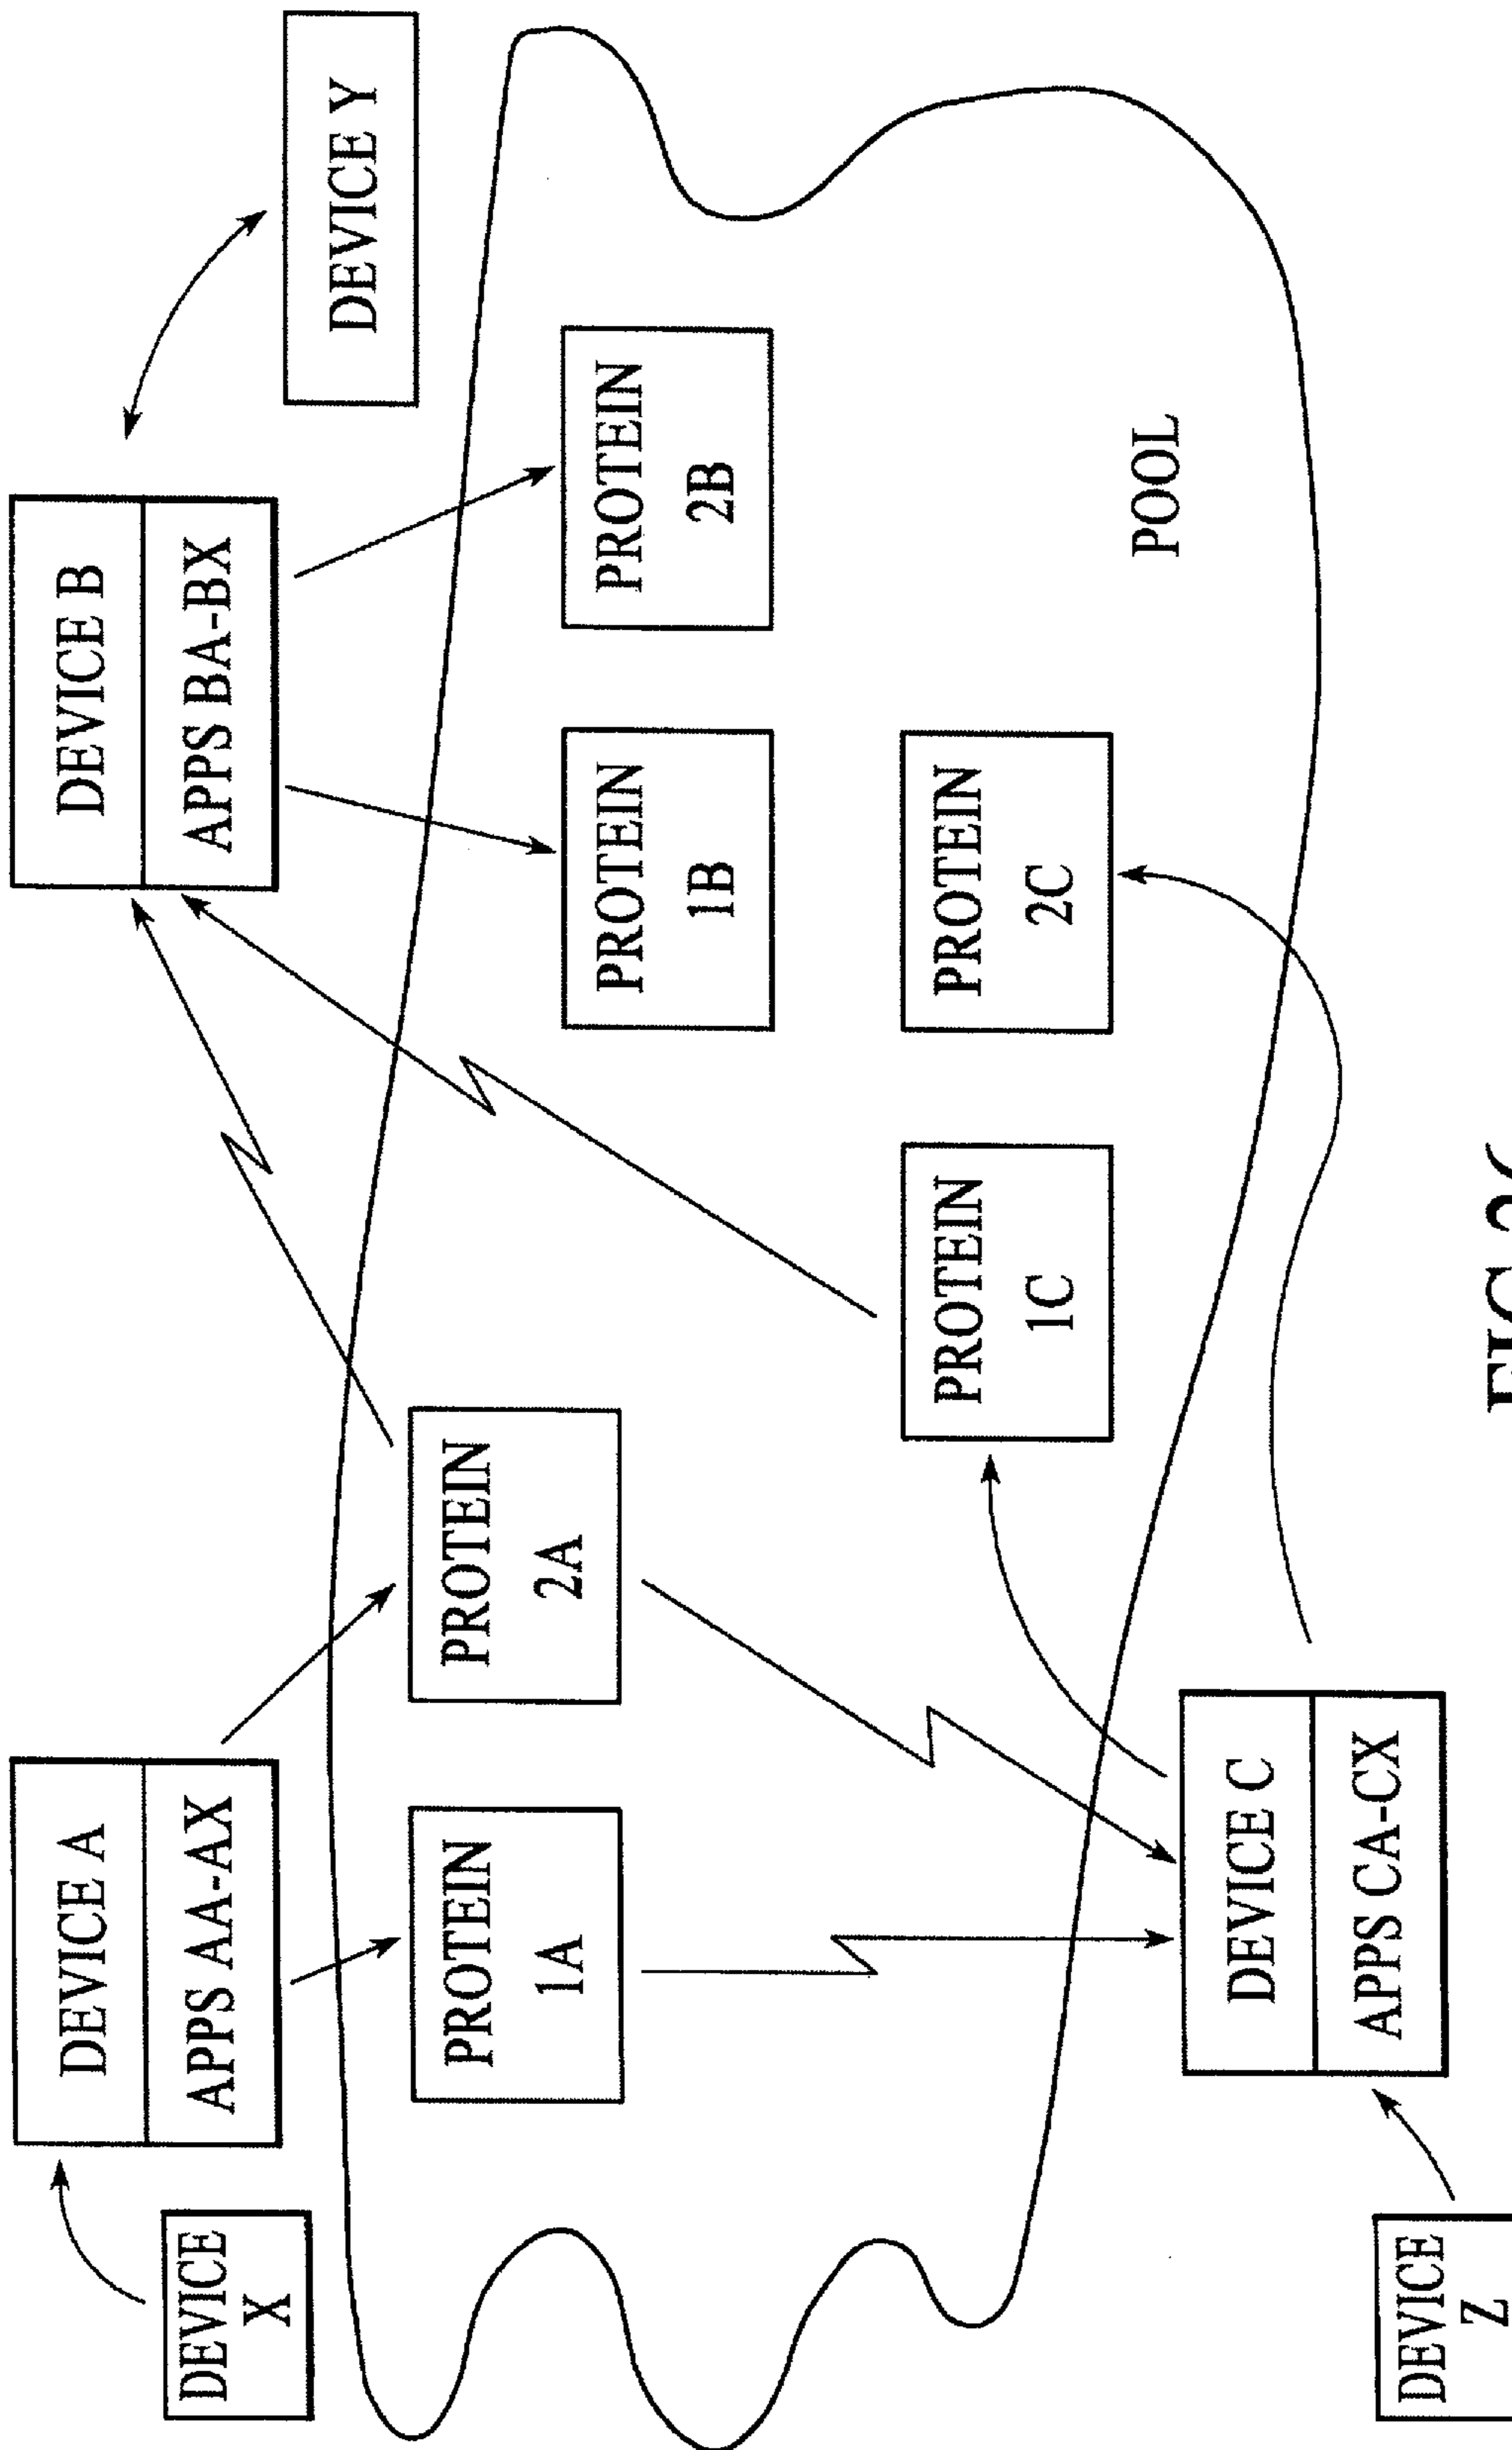 DEVICE
X
DEVICE A
APPS AA-AX
DEVICE B
APPS BA-BX
DEVICE Y
PROTEIN
1A
PROTEIN
2A
PROTEIN
1B
PROTEIN
2B
PROTEIN
1C
PROTEIN
2C
POOL
DEVICE C
APPS CA-CX
DEVICE
Z